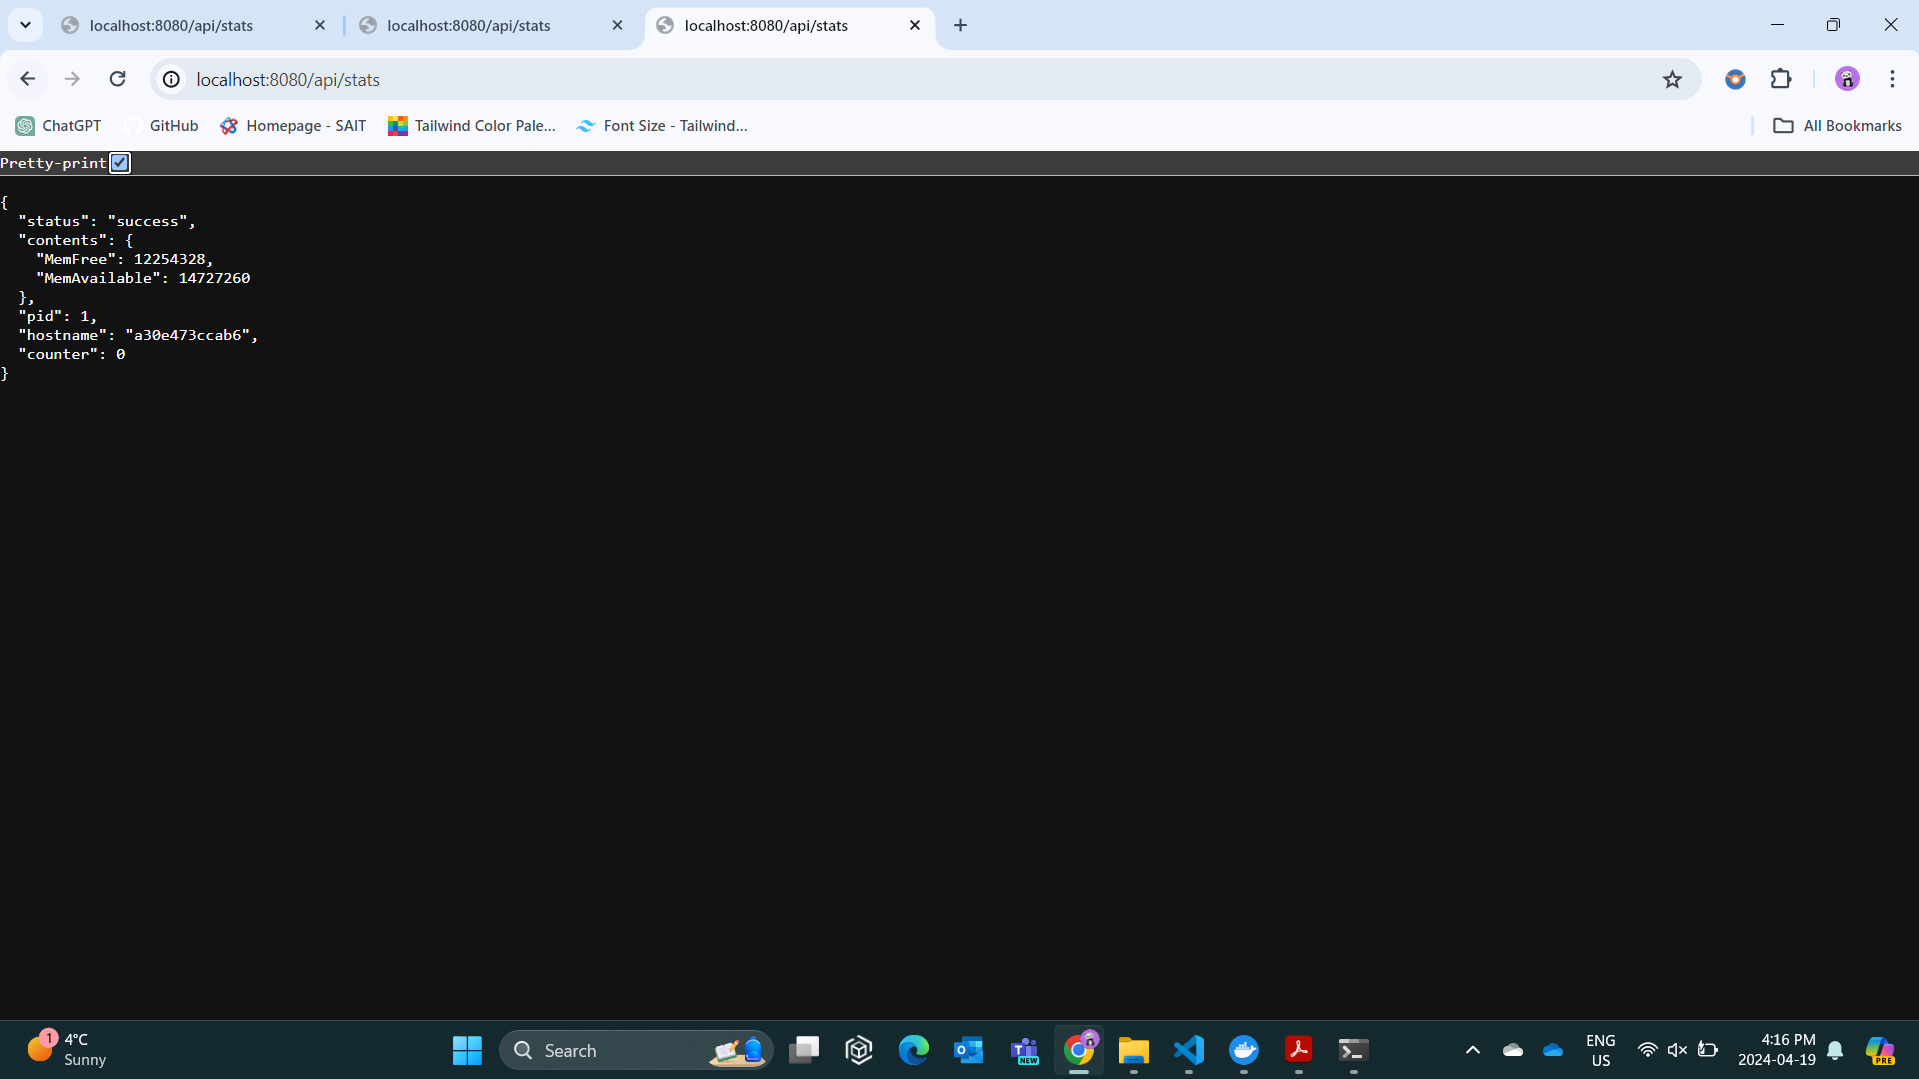 localhost:8080/api/stats
localhost:8080/api/stats
localhost:8080/api/stats
localhost:8080/api/stats
ChatGPT
GitHub
Homepage - SAIT
Tailwind Color Pale...
Font Size - Tailwind...
All Bookmarks
Pretty-print
{
  "status": "success",
  "contents": {
    "MemFree": 12254328,
    "MemAvailable": 14727260
  },
  "pid": 1,
  "hostname": "a30e473ccab6",
  "counter": 0
}
1
4°C
Sunny
Search
NEW
ENG
US
4:16 PM
2024-04-19
PRE